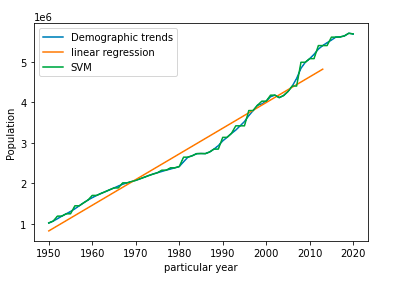 1e6
Demographic trends
linear regression
SVM
Population
5
4
3
2
1
1950 1960 1970 1980 1990 2000 2010 2020
particular year